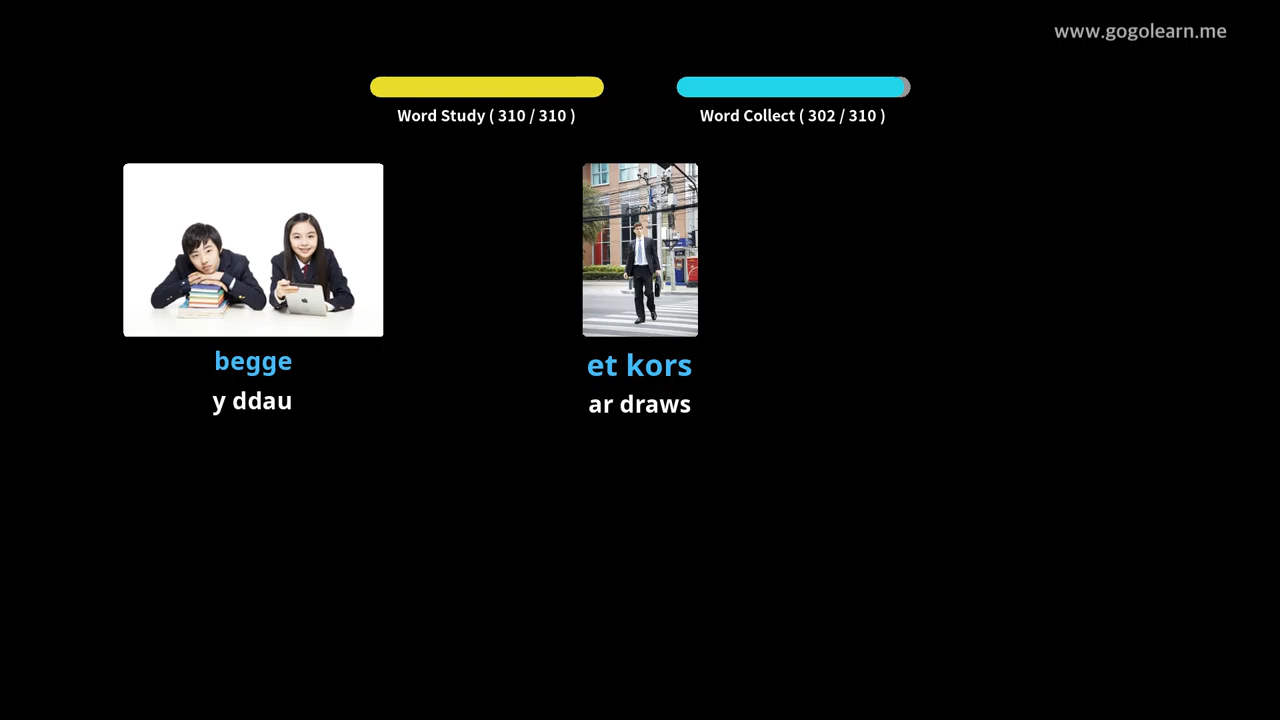 www.gogolearn.me
Word Study ( 310 / 310 )
Word Collect ( 302 / 310 )
begge
y ddau
et kors
ar draws